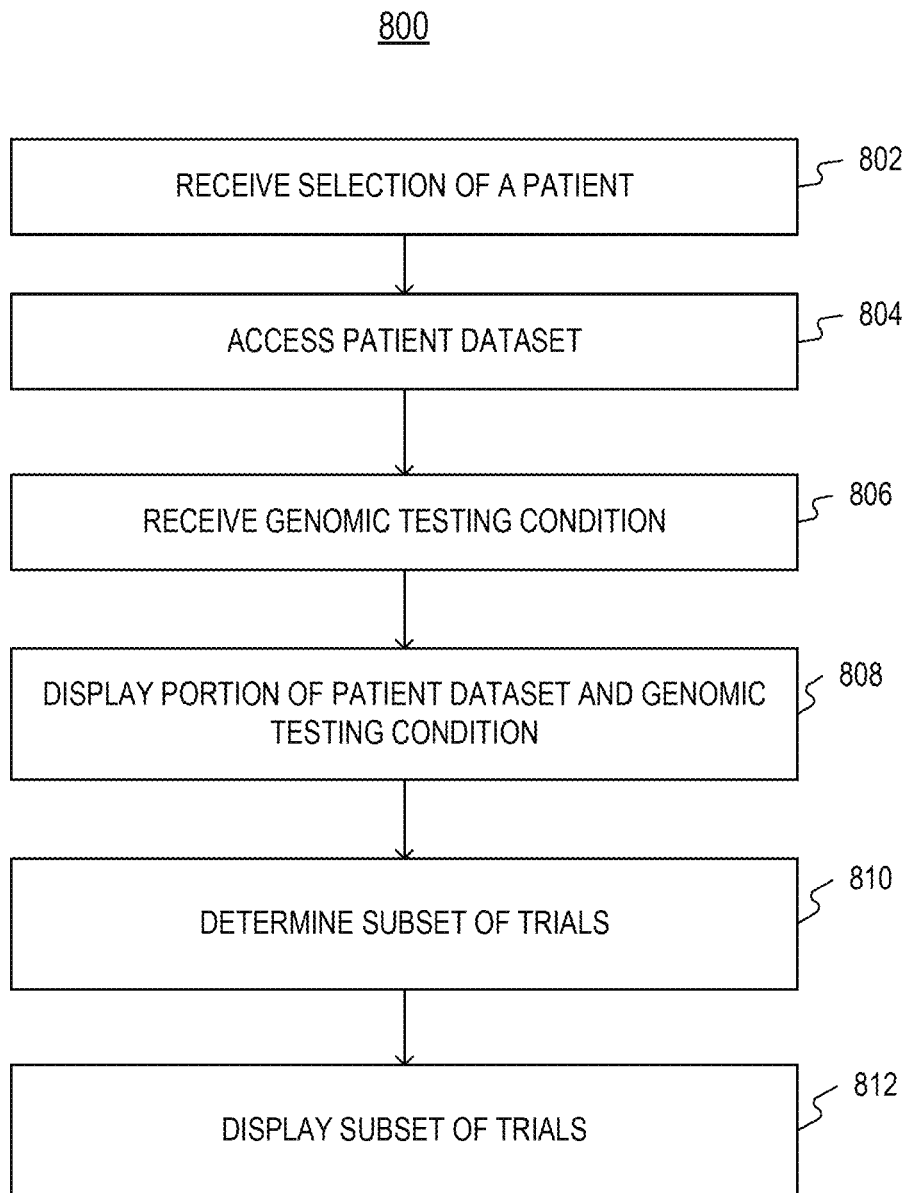 800
RECEIVE SELECTION OF A PATIENT
802
ACCESS PATIENT DATASET
804
RECEIVE GENOMIC TESTING CONDITION
806
DISPLAY PORTION OF PATIENT DATASET AND GENOMIC
TESTING CONDITION
808
DETERMINE SUBSET OF TRIALS
810
DISPLAY SUBSET OF TRIALS
812